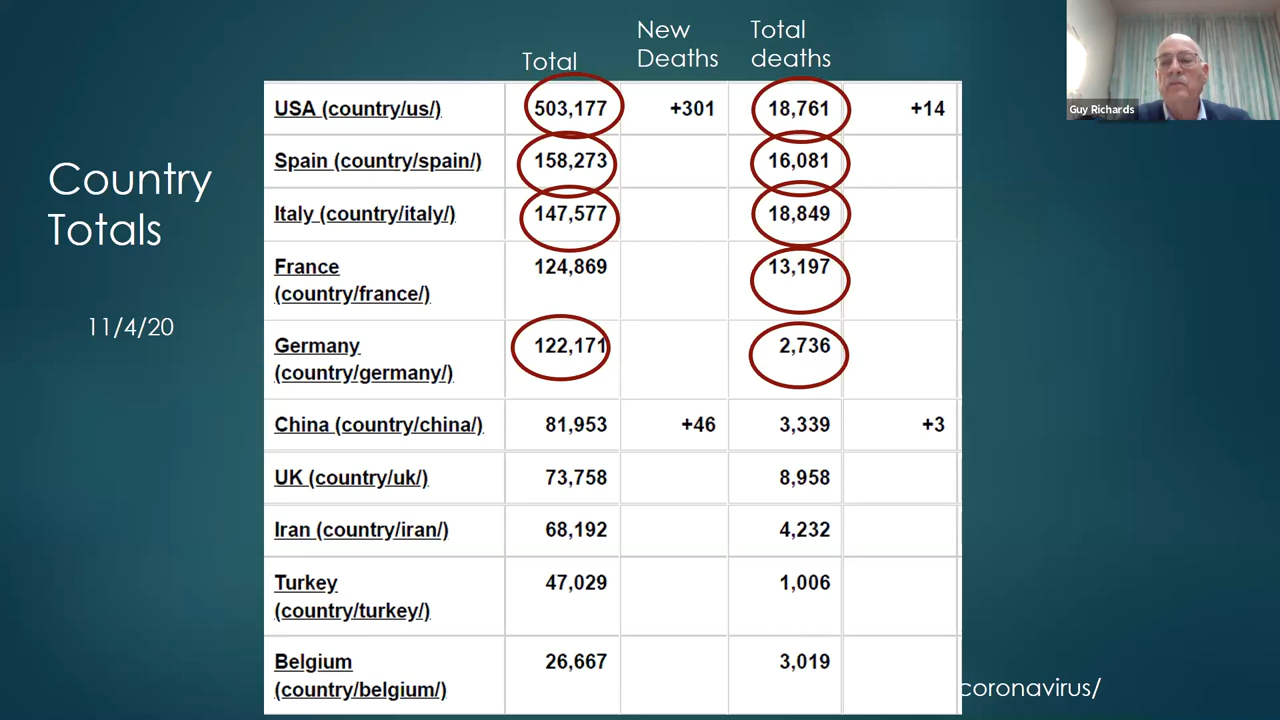 Country
Totals
11/4/20
Total
New
Deaths
Total
deaths
USA (country/us/) 503,177 +301 18,761 +14
Spain (country/spain/) 158,273 16,081
Italy (country/italy/) 147,577 18,849
France 124,869 13,197
(country/france/)
Germany 122,171 2,736
(country/germany/)
China (country/china/) 81,953 +46 3,339 +3
UK (country/uk/) 73,758 8,958
Iran (country/iran/) 68,192 4,232
Turkey 47,029 1,006
(country/turkey/)
Belgium 26,667 3,019
(country/belgium/)
coronavirus/
Guy Richards